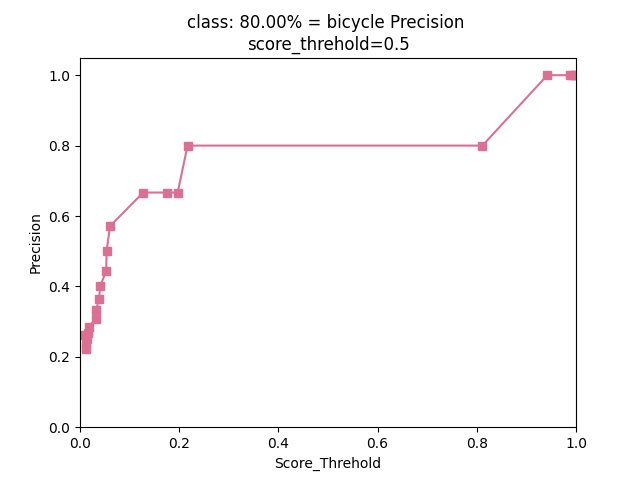 class: 80.00% = bicycle Precision
score_threhold=0.5
1.0
0.8
0.6
0.4
0.2
0.0
Precision
0.0 0.2 0.4 0.6 0.8 1.0
Score_Threhold